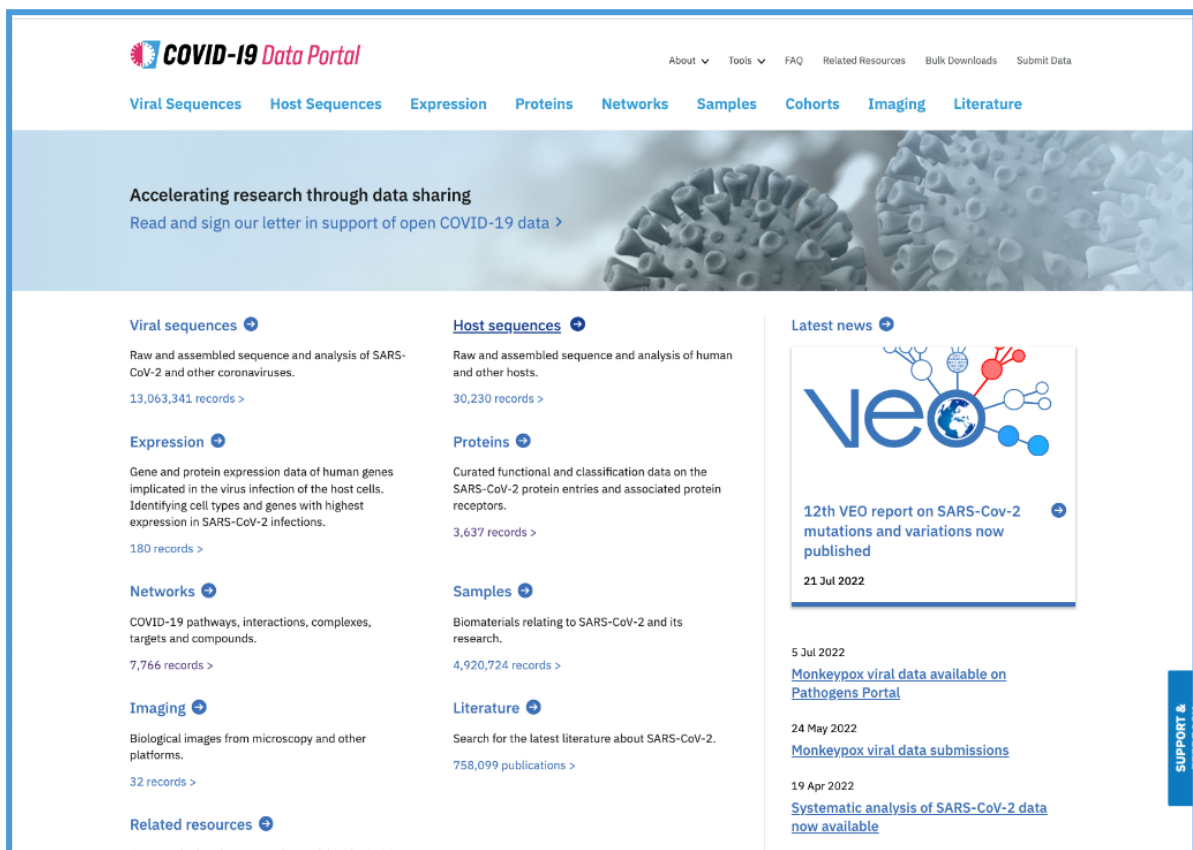 COVID-19 Data Portal
About Tools FAQ Related Resources Bulk Downloads Submit Data
Viral Sequences Host Sequences Expression Proteins Networks Samples Cohorts Imaging Literature
Accelerating research through data sharing
Read and sign our letter in support of open COVID-19 data >
Viral sequences
Raw and assembled sequence and analysis of SARS-
CoV-2 and other coronaviruses.
13,063,341 records >
Host sequences
Raw and assembled sequence and analysis of human
and other hosts.
30,230 records >
Expression
Gene and protein expression data of human genes
implicated in the virus infection of the host cells.
Identifying cell types and genes with highest
expression in SARS-CoV-2 infections.
180 records >
Proteins
Curated functional and classification data on the
SARS-CoV-2 protein entries and associated protein
receptors.
3,637 records >
Networks
COVID-19 pathways, interactions, complexes,
targets and compounds.
7,766 records >
Samples
Biomaterials relating to SARS-CoV-2 and its
research.
4,920,724 records >
Imaging
Biological images from microscopy and other
platforms.
32 records >
Literature
Search for the latest literature about SARS-CoV-2.
758,099 publications >
Related resources
Latest news
VEO
12th VEO report on SARS-Cov-2
mutations and variations now
published
21 Jul 2022
5 Jul 2022
Monkeypox viral data available on
Pathogens Portal
24 May 2022
Monkeypox viral data submissions
19 Apr 2022
Systematic analysis of SARS-CoV-2 data
now available
SUPPORT &